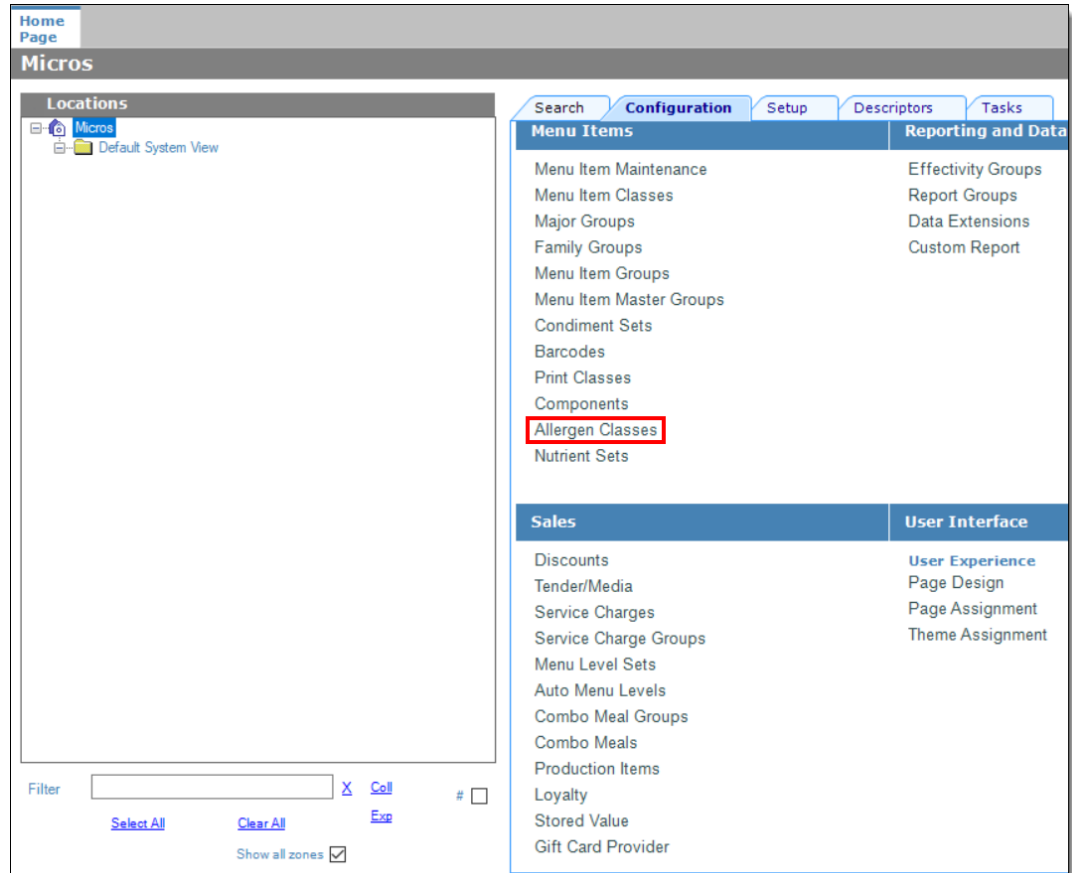 Home
Page
Micros
Locations
Micros
Default System View
Filter
X
Coll
#
Select All
Clear All
Exp
Show all zones
Search
Configuration
Setup
Descriptors
Tasks
Menu Items
Menu Item Maintenance
Menu Item Classes
Major Groups
Family Groups
Menu Item Groups
Menu Item Master Groups
Condiment Sets
Barcodes
Print Classes
Components
Allergen Classes
Nutrient Sets
Reporting and Data
Effectivity Groups
Report Groups
Data Extensions
Custom Report
Sales
Discounts
Tender/Media
Service Charges
Service Charge Groups
Menu Level Sets
Auto Menu Levels
Combo Meal Groups
Combo Meals
Production Items
Loyalty
Stored Value
Gift Card Provider
User Interface
User Experience
Page Design
Page Assignment
Theme Assignment